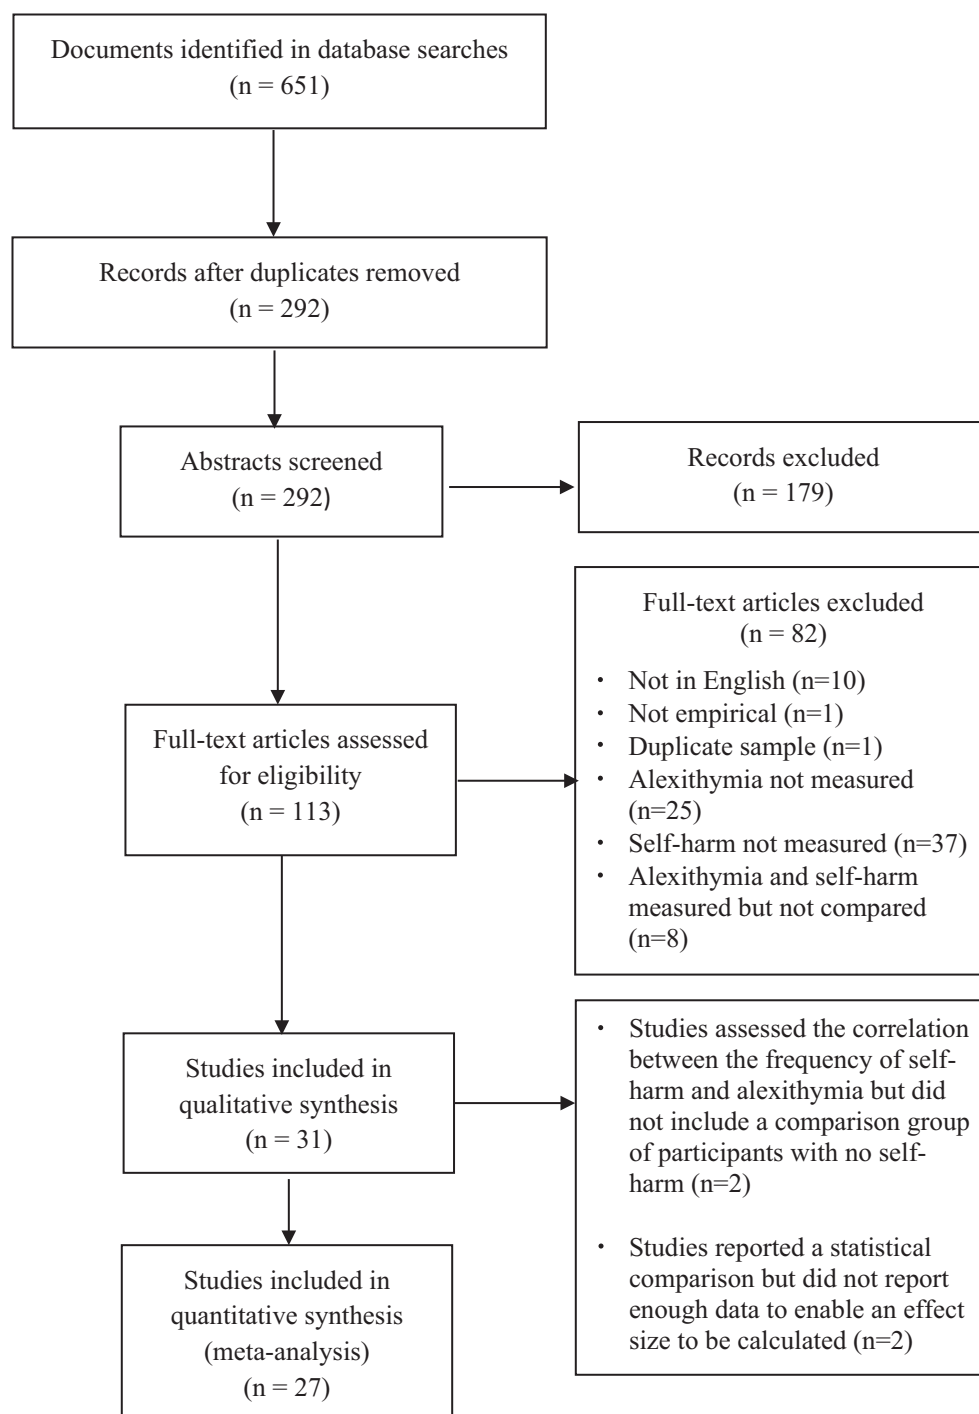 Documents identified in database searches
(n = 651)
Records after duplicates removed
(n = 292)
Abstracts screened
(n = 292)
Records excluded
(n = 179)
Full-text articles excluded
(n = 82)
• Not in English (n=10)
• Not empirical (n=1)
• Duplicate sample (n=1)
• Alexithymia not measured
(n=25)
• Self-harm not measured (n=37)
• Alexithymia and self-harm
measured but not compared
(n=8)
Full-text articles assessed
for eligibility
(n = 113)
Studies included in
qualitative synthesis
(n = 31)
• Studies assessed the correlation
between the frequency of self-
harm and alexithymia but did
not include a comparison group
of participants with no self-
harm (n=2)
• Studies reported a statistical
comparison but did not report
enough data to enable an effect
size to be calculated (n=2)
Studies included in
quantitative synthesis
(meta-analysis)
(n = 27)